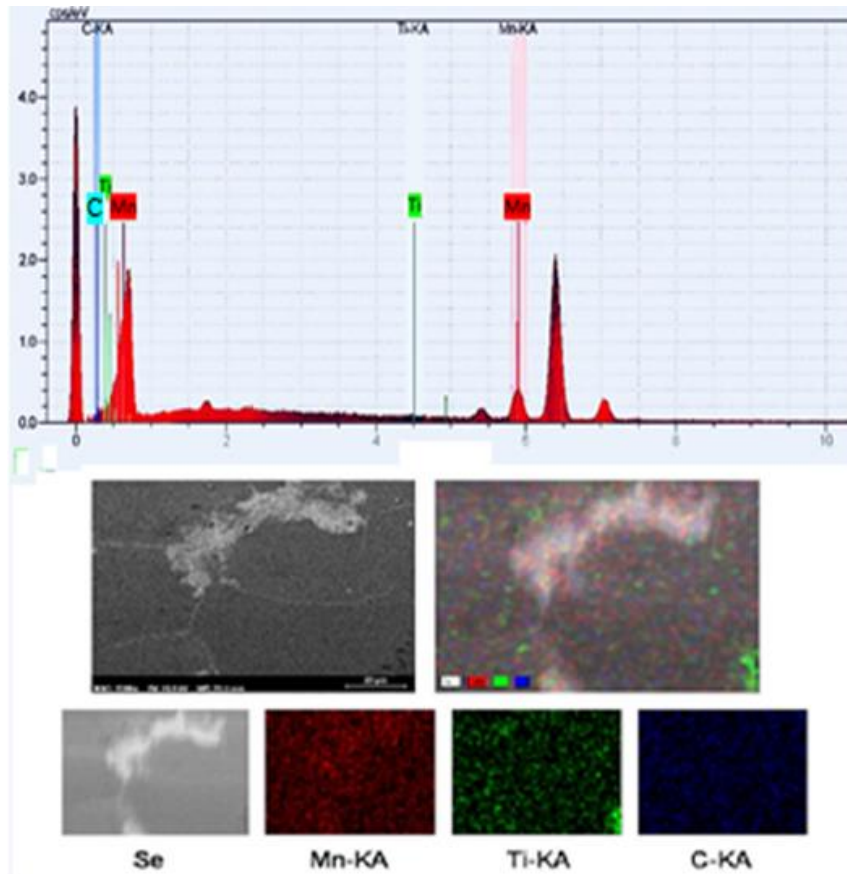 cps/eV
C-KA Ti-KA Mn-KA
4.0
3.0
2.0
1.0
0.0
Ti
C Mn Ti Mn
0 2 4 6 8 10
Se Mn-KA Ti-KA C-KA